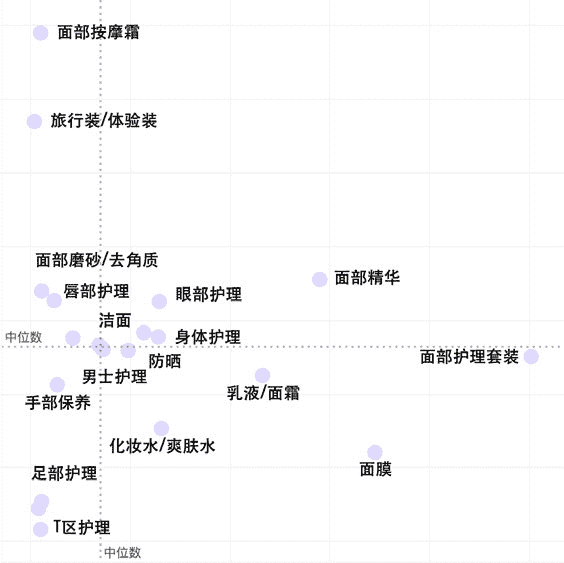 面部按摩霜
旅行装/体验装
面部磨砂/去角质
面部精华
唇部护理
眼部护理
洁面
中位数
身体护理
面部护理套装
防晒
男士护理
乳液/面霜
手部保养
化妆水/爽肤水
面膜
足部护理
T区护理
中位数